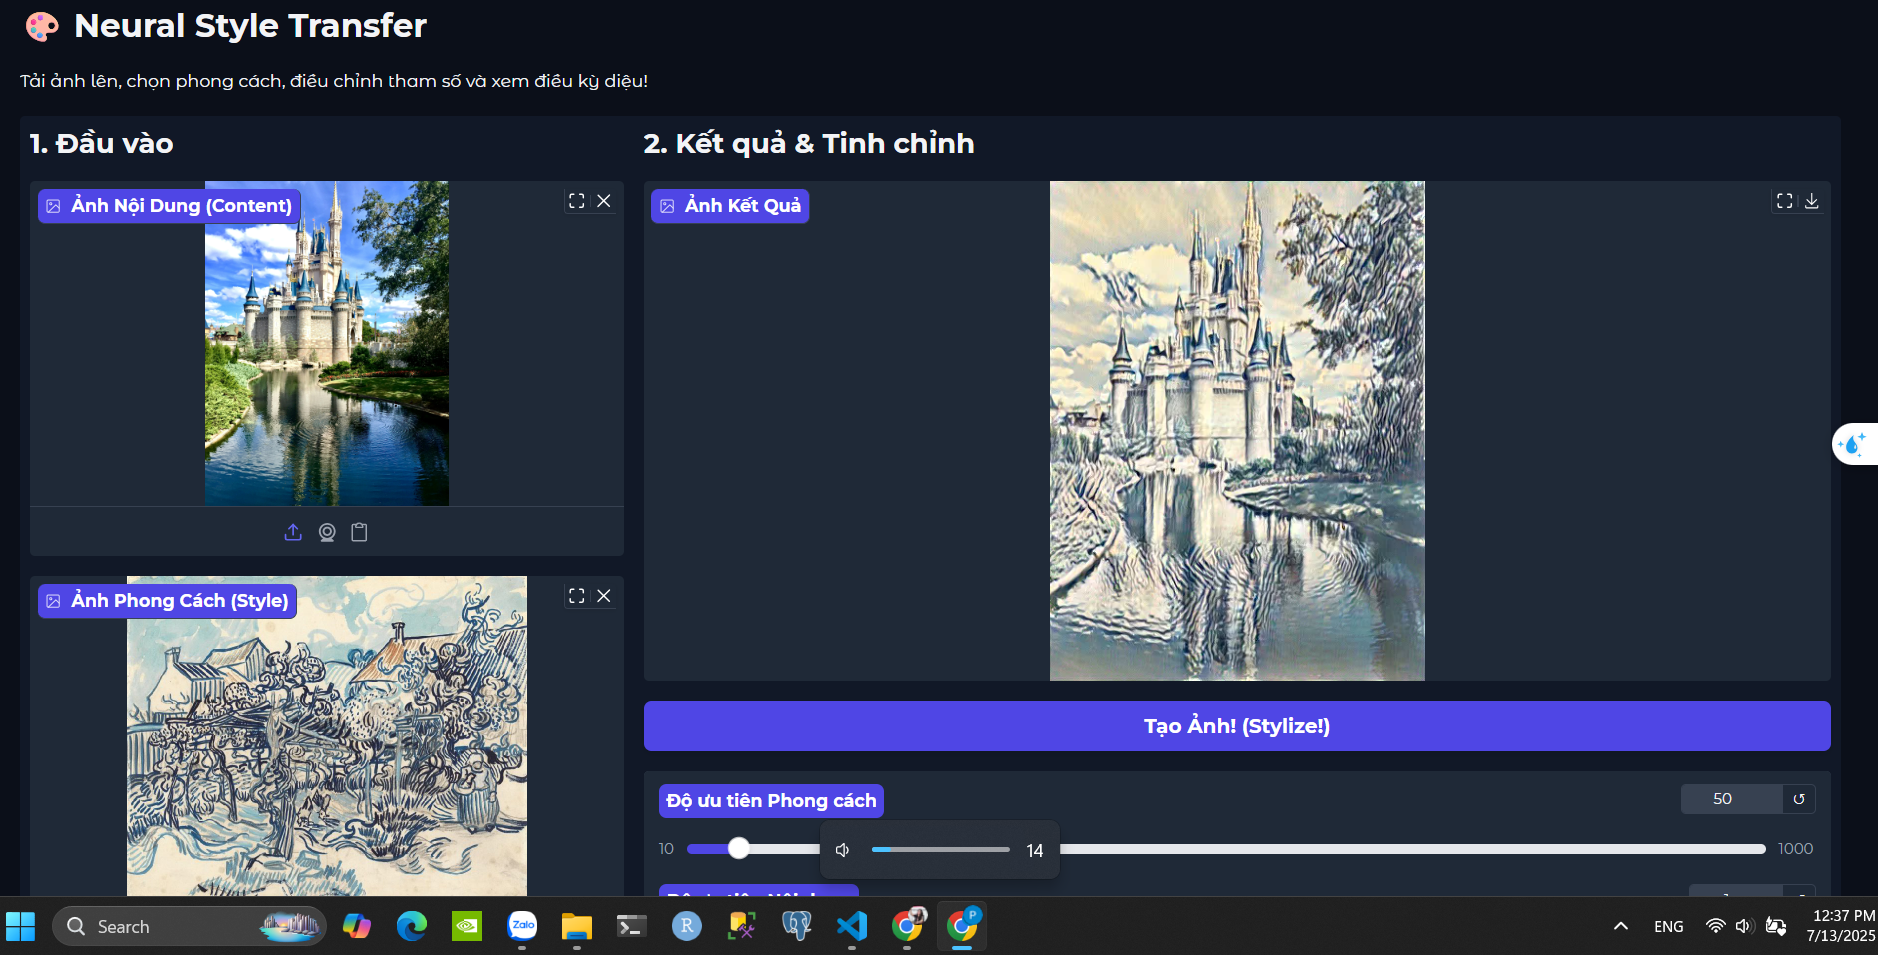 Neural Style Transfer
Tải ảnh lên, chọn phong cách, điều chỉnh tham số và xem điều kỳ diệu!
1. Đầu vào
Ảnh Nội Dung (Content)
Ảnh Phong Cách (Style)
2. Kết quả & Tinh chỉnh
Ảnh Kết Quả
Tạo Ảnh! (Stylize!)
Độ ưu tiên Phong cách
50
10
1000
14
Search
Zalo
R
P
ENG
12:37 PM
7/13/2025